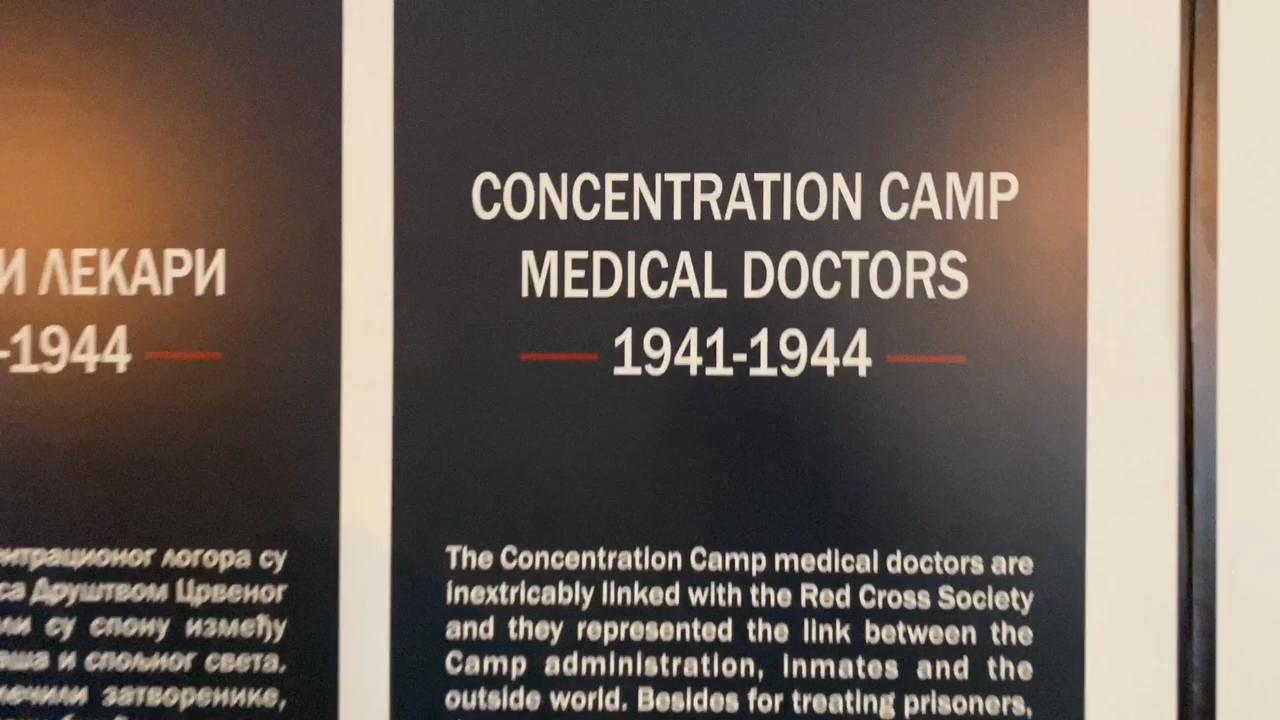 И ЛЕКАРИ
-1944
логора су
са Друштвом Црвеног
су спону између
и спољног света.
затворенике,
CONCENTRATION CAMP
MEDICAL DOCTORS
1941-1944
The Concentration Camp medical doctors are
inextricably linked with the Red Cross Society
and they represented the link between the
Camp administration, inmates and the
outside world. Besides for treating prisoners,